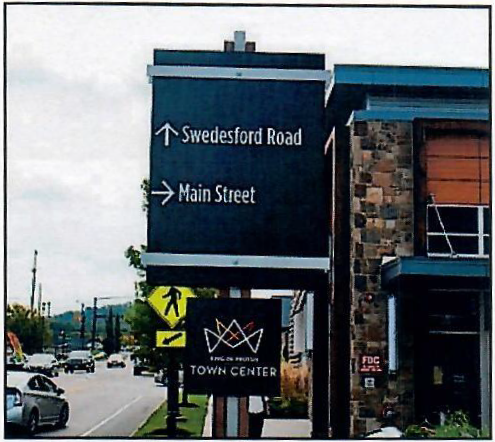 ↑ Swedesford Road
→ Main Street
KING OF PRUSSIA
TOWN CENTER
FDC